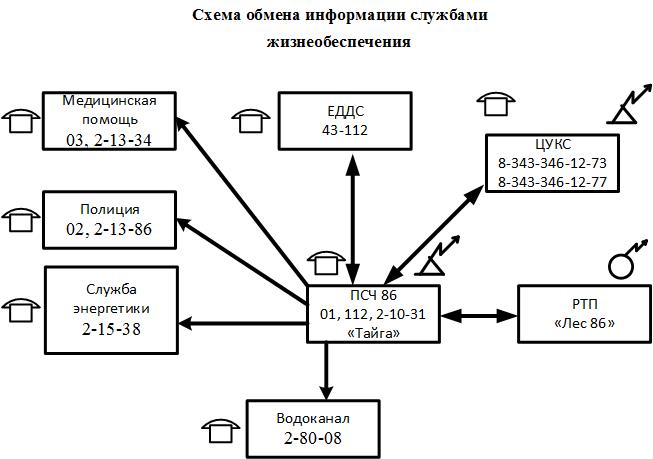 Схема обмена информации службами
жизнеобеспечения
Медицинская
помощь
03, 2-13-34
ЕДДС
43-112
ЦУКС
8-343-346-12-73
8-343-346-12-77
Полиция
02, 2-13-86
Служба
энергетики
2-15-38
ПСЧ 86
01, 112, 2-10-31
«Тайга»
РТП
«Лес 86»
Водоканал
2-80-08